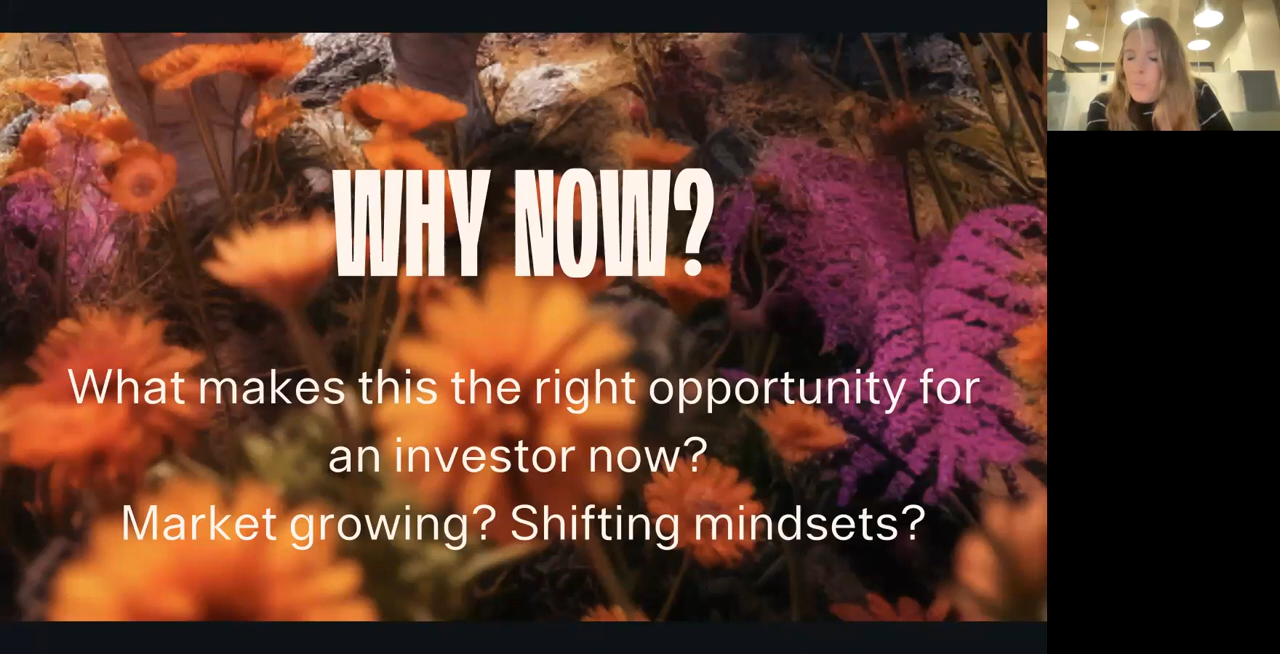 WHY NOW?
What makes this the right opportunity for
an investor now?
Market growing? Shifting mindsets?